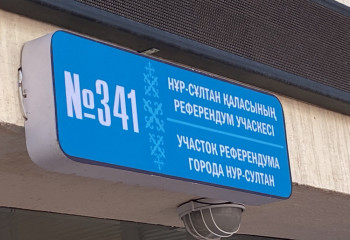 №341
НҰР-СҰЛТАН ҚАЛАСЫНЫҢ
РЕФЕРЕНДУМ УЧАСКЕСІ
УЧАСТОК РЕФЕРЕНДУМА
ГОРОДА НУР-СУЛТАН